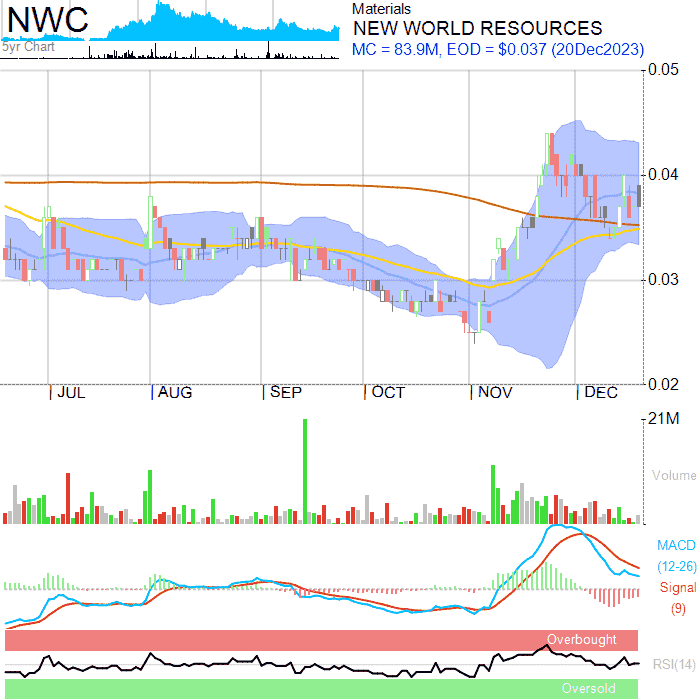 NWC
5yr Chart
Materials
NEW WORLD RESOURCES
MC = 83.9M, EOD = $0.037 (20Dec2023)
0.05
0.04
0.03
0.02
JUL AUG SEP OCT NOV DEC
21M
Volume
MACD
(12-26)
Signal
(9)
Overbought
RSI(14)
Oversold